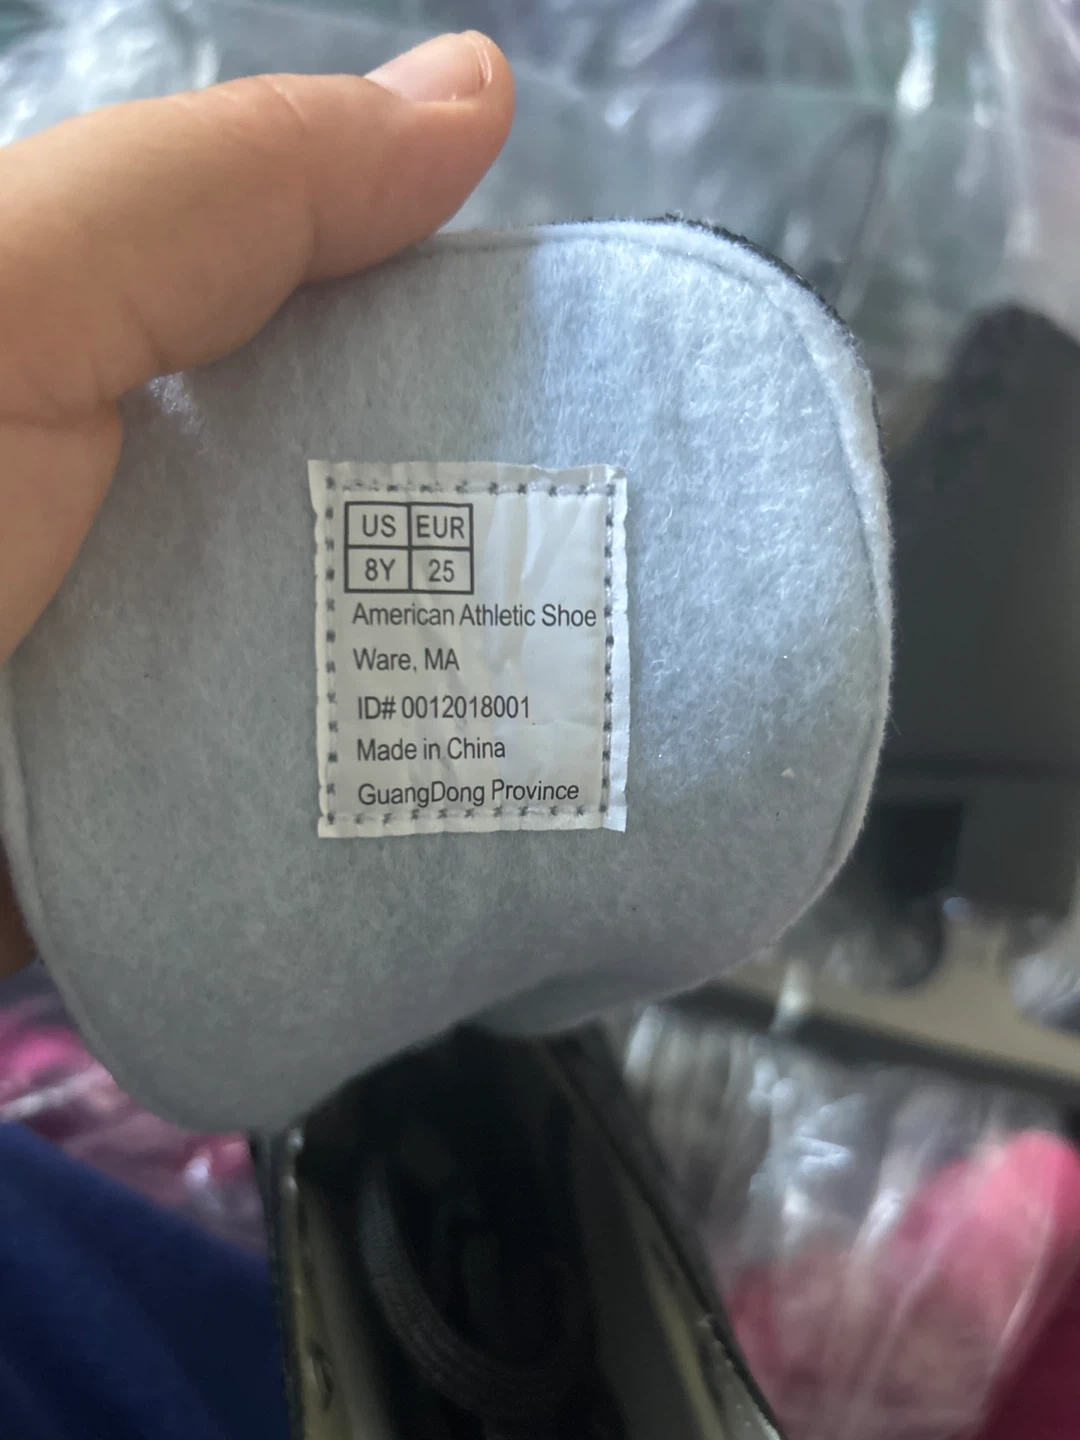 US EUR
8Y 25
American Athletic Shoe
Ware, MA
ID# 0012018001
Made in China
GuangDong Province